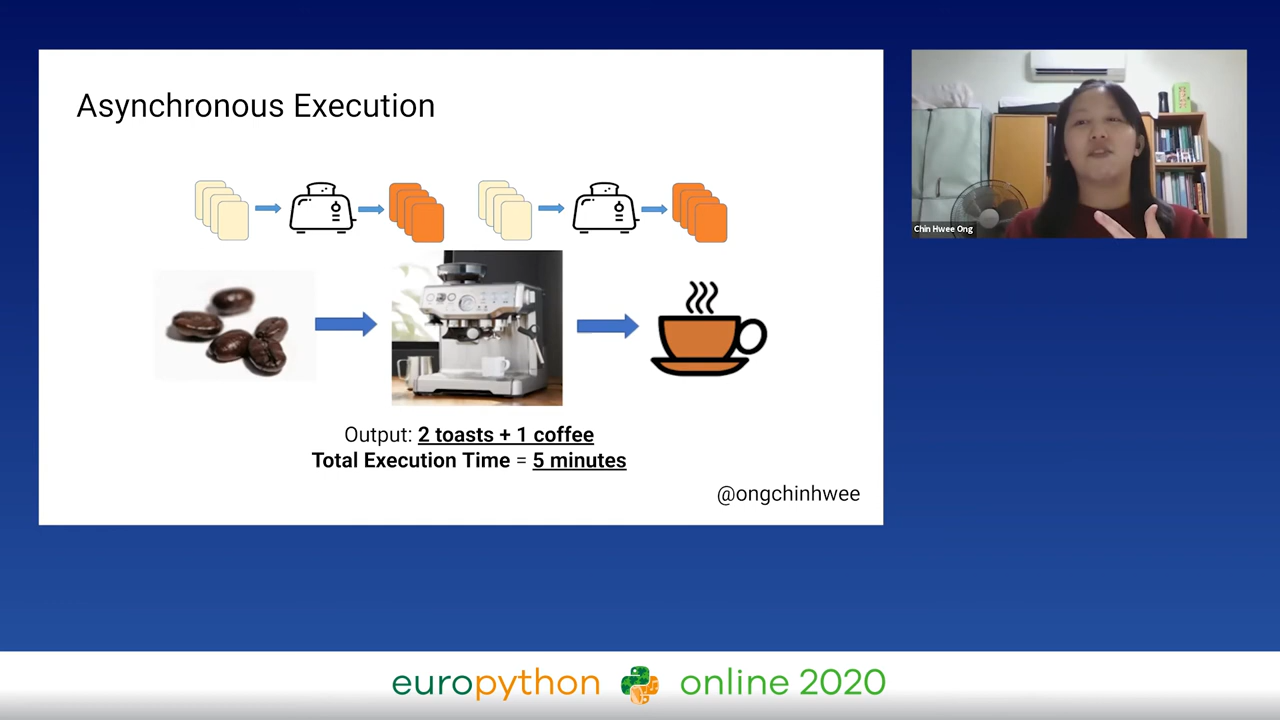 Asynchronous Execution
Output: 2 toasts + 1 coffee
Total Execution Time = 5 minutes
@ongchinhwee
Chin Hwee Ong
europython online 2020